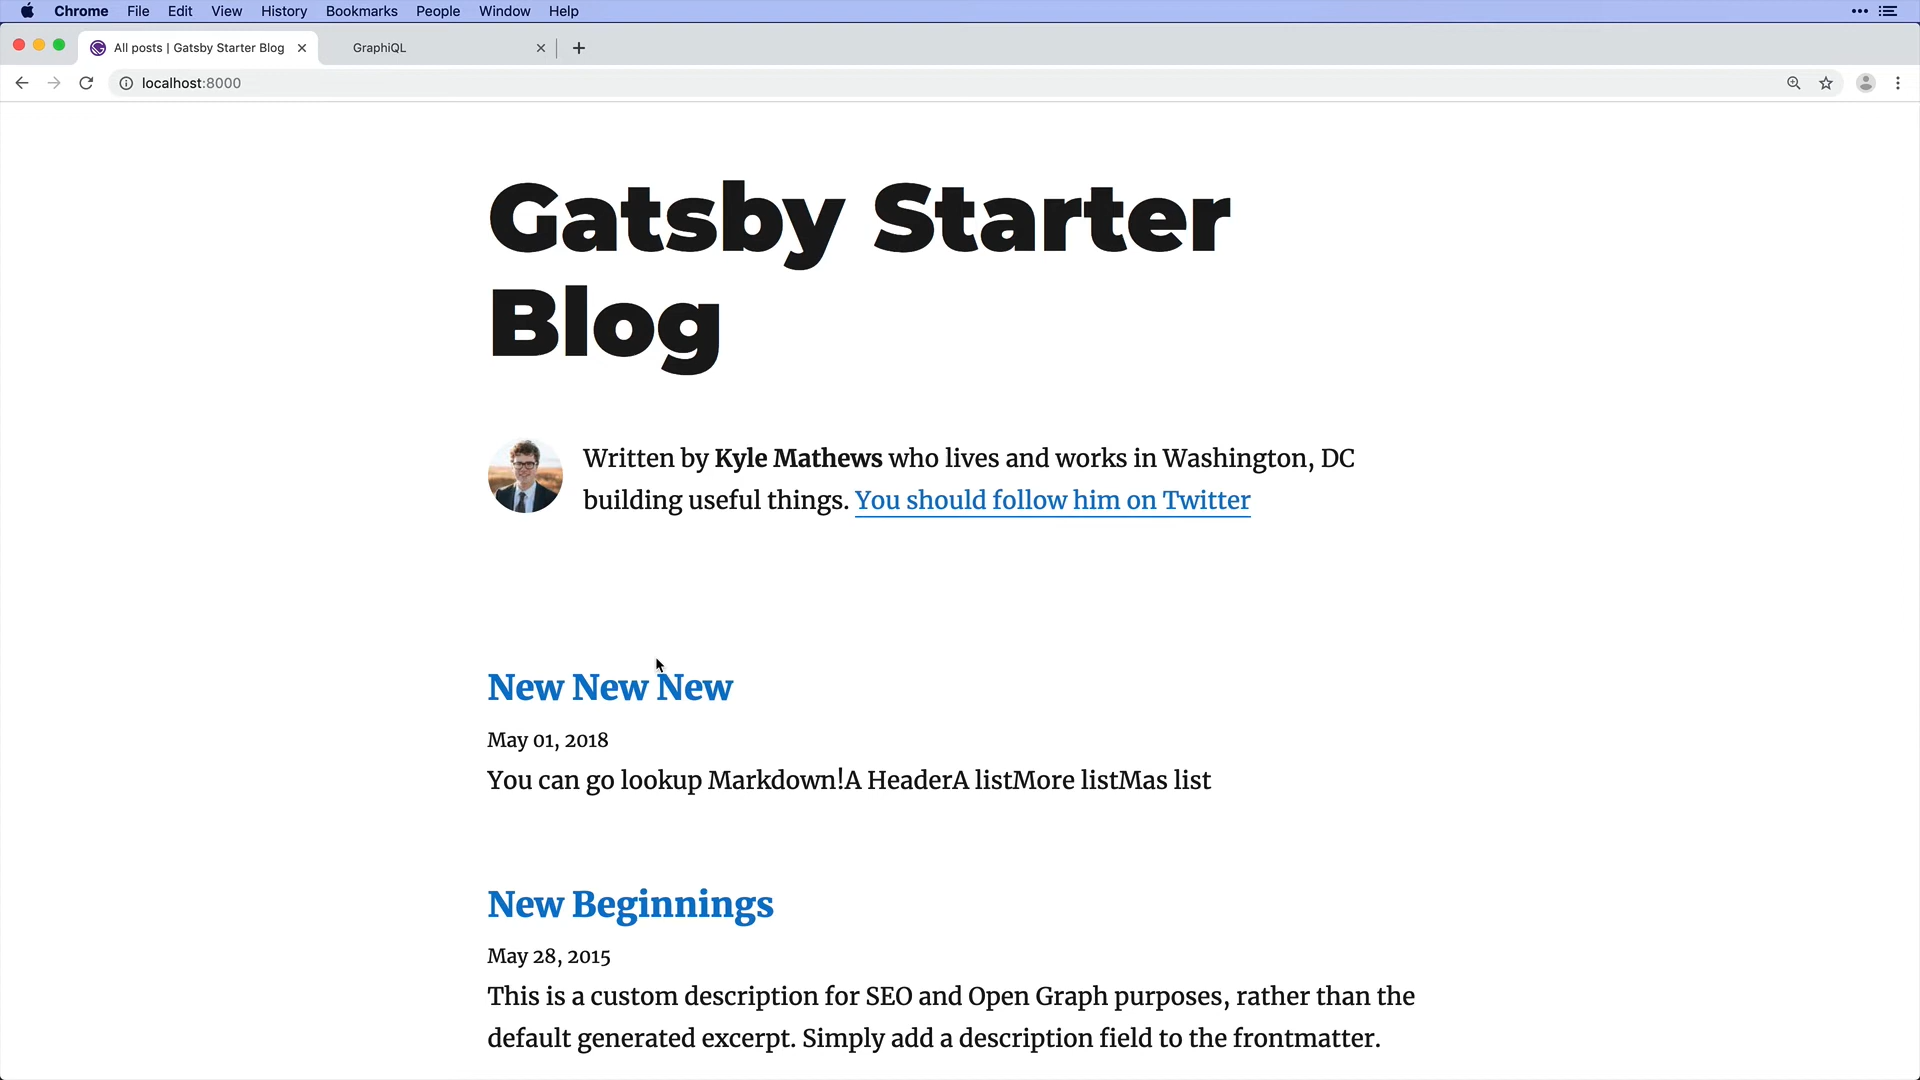 Chrome File Edit View History Bookmarks People Window Help
All posts | Gatsby Starter Blog
GraphiQL
localhost:8000
Gatsby Starter
Blog
Written by Kyle Mathews who lives and works in Washington, DC
building useful things. You should follow him on Twitter
New New New
May 01, 2018
You can go lookup Markdown!A HeaderA listMore listMas list
New Beginnings
May 28, 2015
This is a custom description for SEO and Open Graph purposes, rather than the
default generated excerpt. Simply add a description field to the frontmatter.